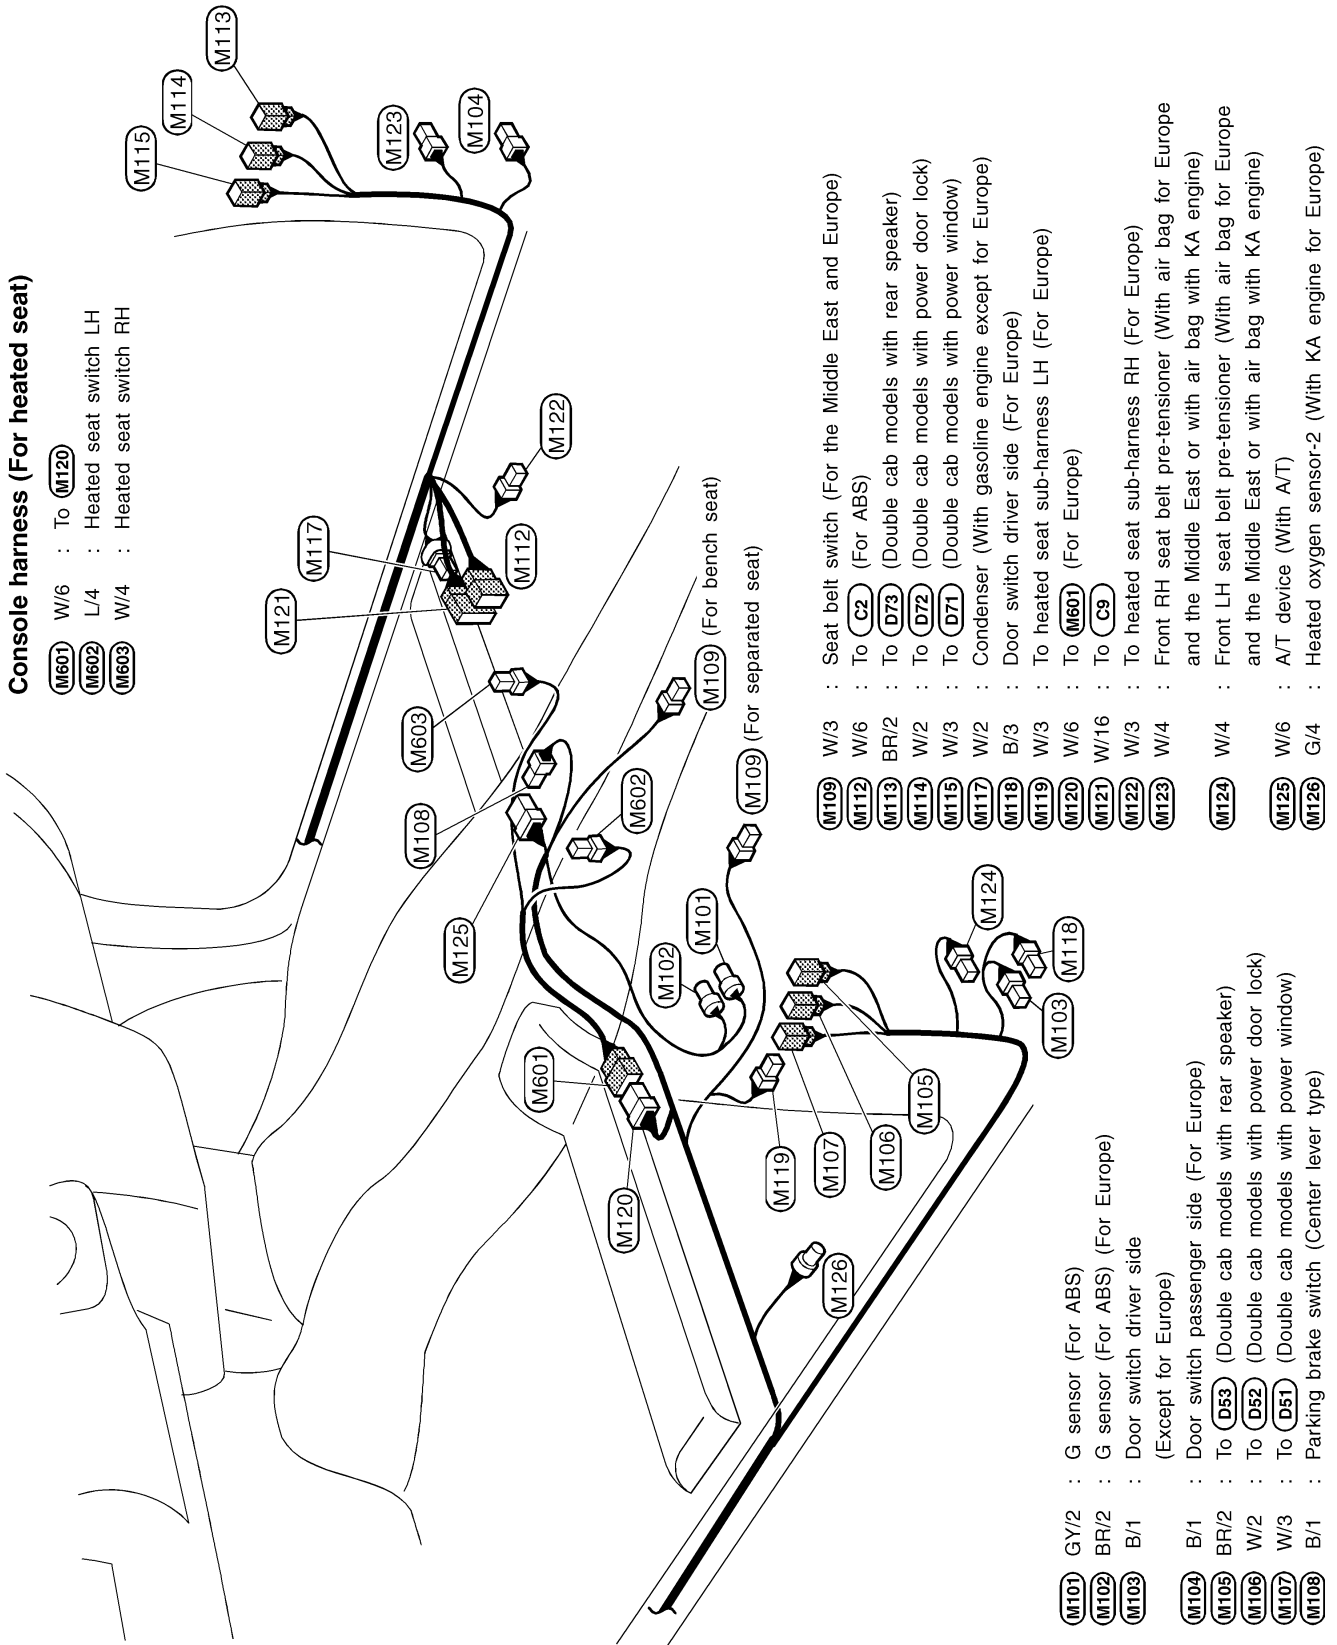 Console harness (For heated seat)
M601 W/6 : To M120
M602 L/4 : Heated seat switch LH
M603 W/4 : Heated seat switch RH
M113
M114
M115
M123
M104
M122
M117
M112
M121
M603
M109 (For bench seat)
M108
M602
M109 (For separated seat)
M125
M101
M102
M124
M118
M103
M601
M105
M106
M107
M119
M120
M126
M101 GY/2 : G sensor (For ABS)
M102 BR/2 : G sensor (For ABS) (For Europe)
M103 B/1 : Door switch driver side
(Except for Europe)
M104 B/1 : Door switch passenger side (For Europe)
M105 BR/2 : To D53 (Double cab models with rear speaker)
M106 W/2 : To D52 (Double cab models with power door lock)
M107 W/3 : To D51 (Double cab models with power window)
M108 B/1 : Parking brake switch (Center lever type)
M109 W/3 : Seat belt switch (For the Middle East and Europe)
M112 W/6 : To C2 (For ABS)
M113 BR/2 : To D73 (Double cab models with rear speaker)
M114 W/2 : To D72 (Double cab models with power door lock)
M115 W/3 : To D71 (Double cab models with power window)
M117 W/2 : Condenser (With gasoline engine except for Europe)
M118 B/3 : Door switch driver side (For Europe)
M119 W/3 : To heated seat sub-harness LH (For Europe)
M120 W/6 : To M601 (For Europe)
M121 W/16 : To C9
M122 W/3 : To heated seat sub-harness RH (For Europe)
M123 W/4 : Front RH seat belt pre-tensioner (With air bag for Europe
and the Middle East or with air bag with KA engine)
M124 W/4 : Front LH seat belt pre-tensioner (With air bag for Europe
and the Middle East or with air bag with KA engine)
M125 W/6 : A/T device (With A/T)
M126 G/4 : Heated oxygen sensor-2 (With KA engine for Europe)